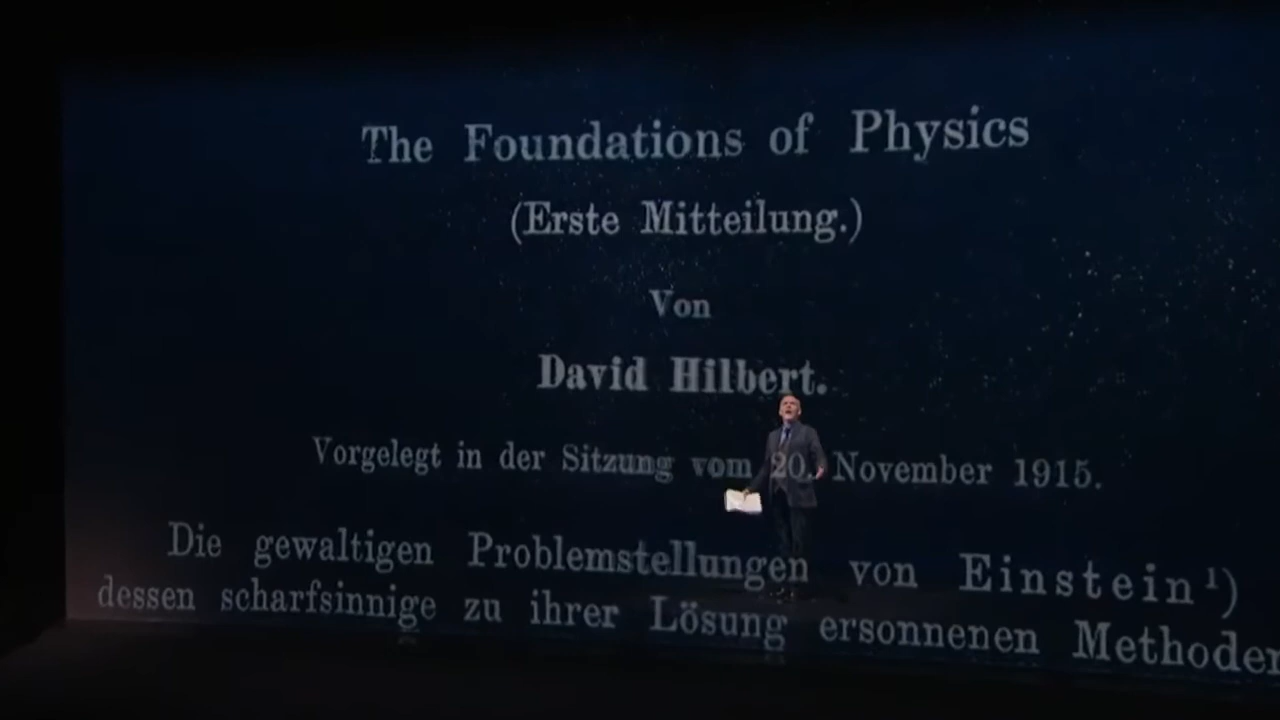 The Foundations of Physics
(Erste Mitteilung.)
Von
David Hilbert.
Vorgelegt in der Sitzung vom 20. November 1915.
Die gewaltigen Problemstellungen von Einstein¹)
dessen scharfsinnige zu ihrer Lösung ersonnenen Methoden